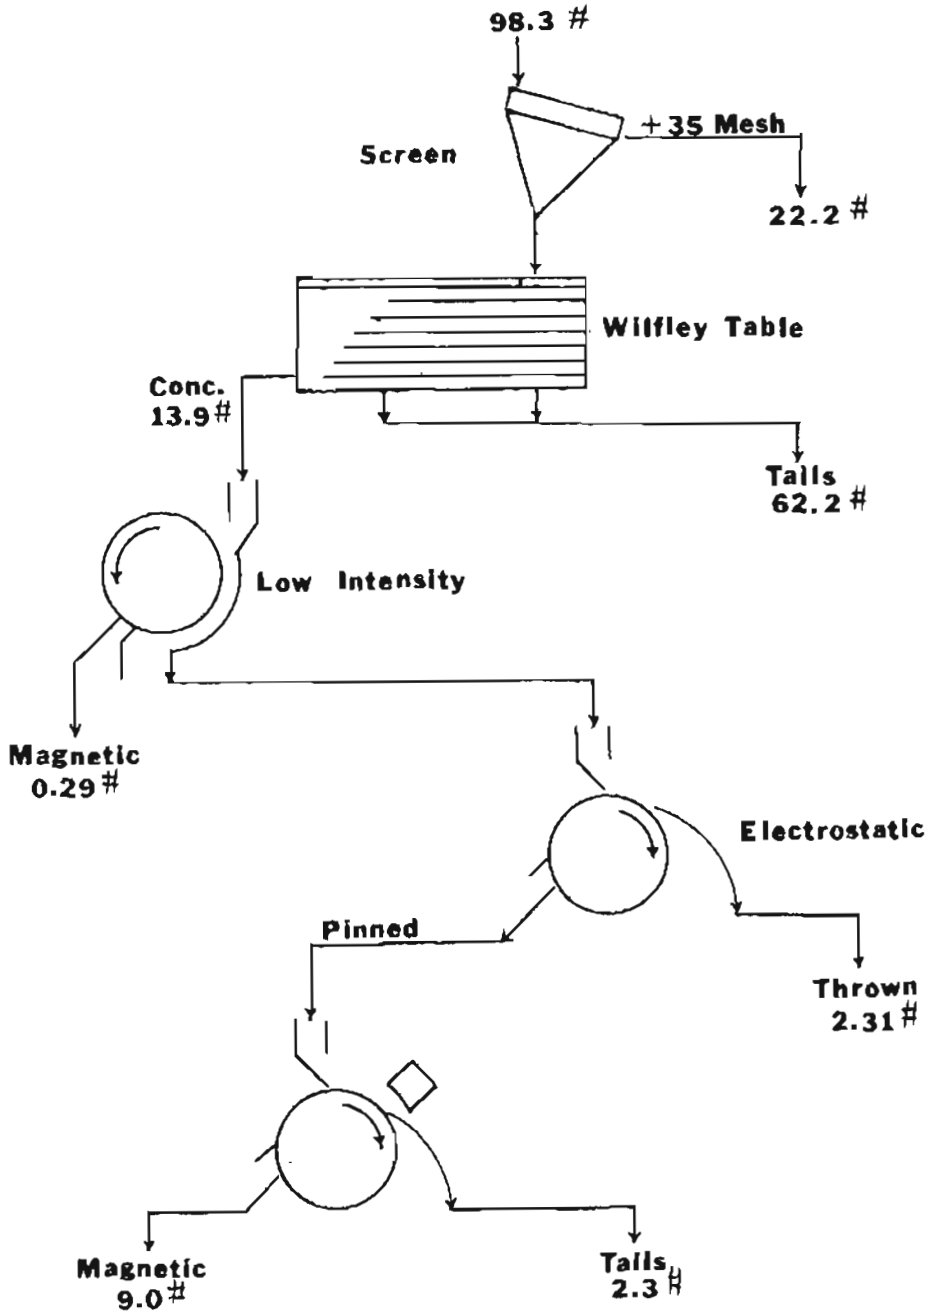 98.3 #
+35 Mesh
Screen
22.2 #
Wilfley Table
Conc.
13.9 #
Tails
62.2 #
Low Intensity
Magnetic
0.29 #
Electrostatic
Pinned
Thrown
2.31 #
Magnetic
9.0 #
Tails
2.3 #